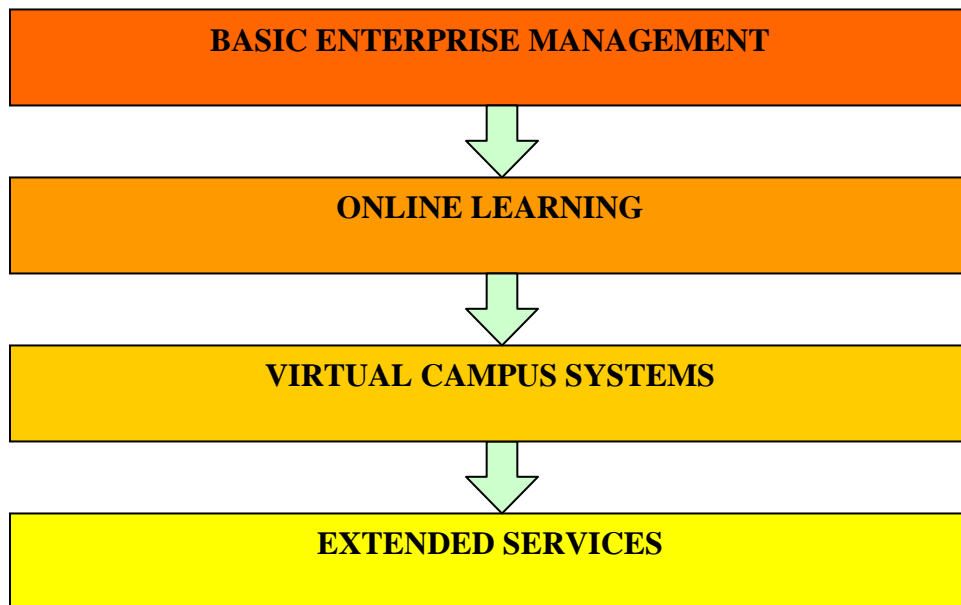 BASIC ENTERPRISE MANAGEMENT
ONLINE LEARNING
VIRTUAL CAMPUS SYSTEMS
EXTENDED SERVICES